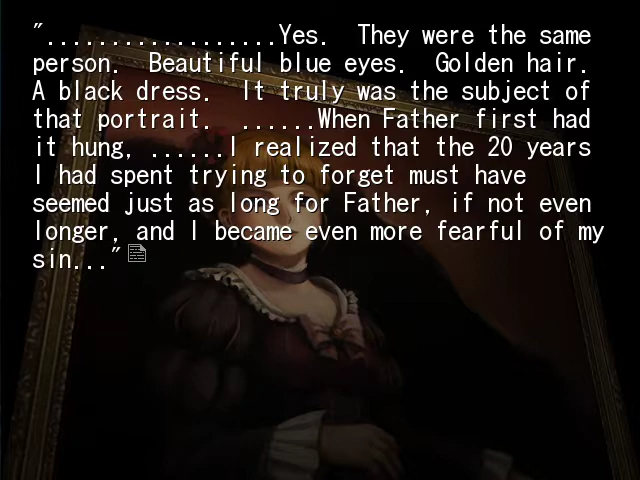 "..................Yes.  They were the same
person.  Beautiful blue eyes.  Golden hair.
A black dress.  It truly was the subject of
that portrait.  ......When Father first had
it hung, ......I realized that the 20 years
I had spent trying to forget must have
seemed just as long for Father, if not even
longer, and I became even more fearful of my
sin..."